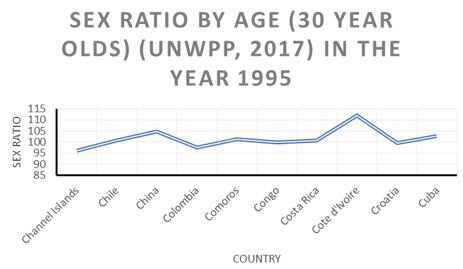 SEX RATIO BY AGE (30 YEAR
OLDS) (UNWPP, 2017) IN THE
YEAR 1995
115
110
105
100
95
90
85
SEX RATIO
Channel Islands
Chile
China
Colombia
Comoros
Congo
Costa Rica
Cote d'Ivoire
Croatia
Cuba
COUNTRY